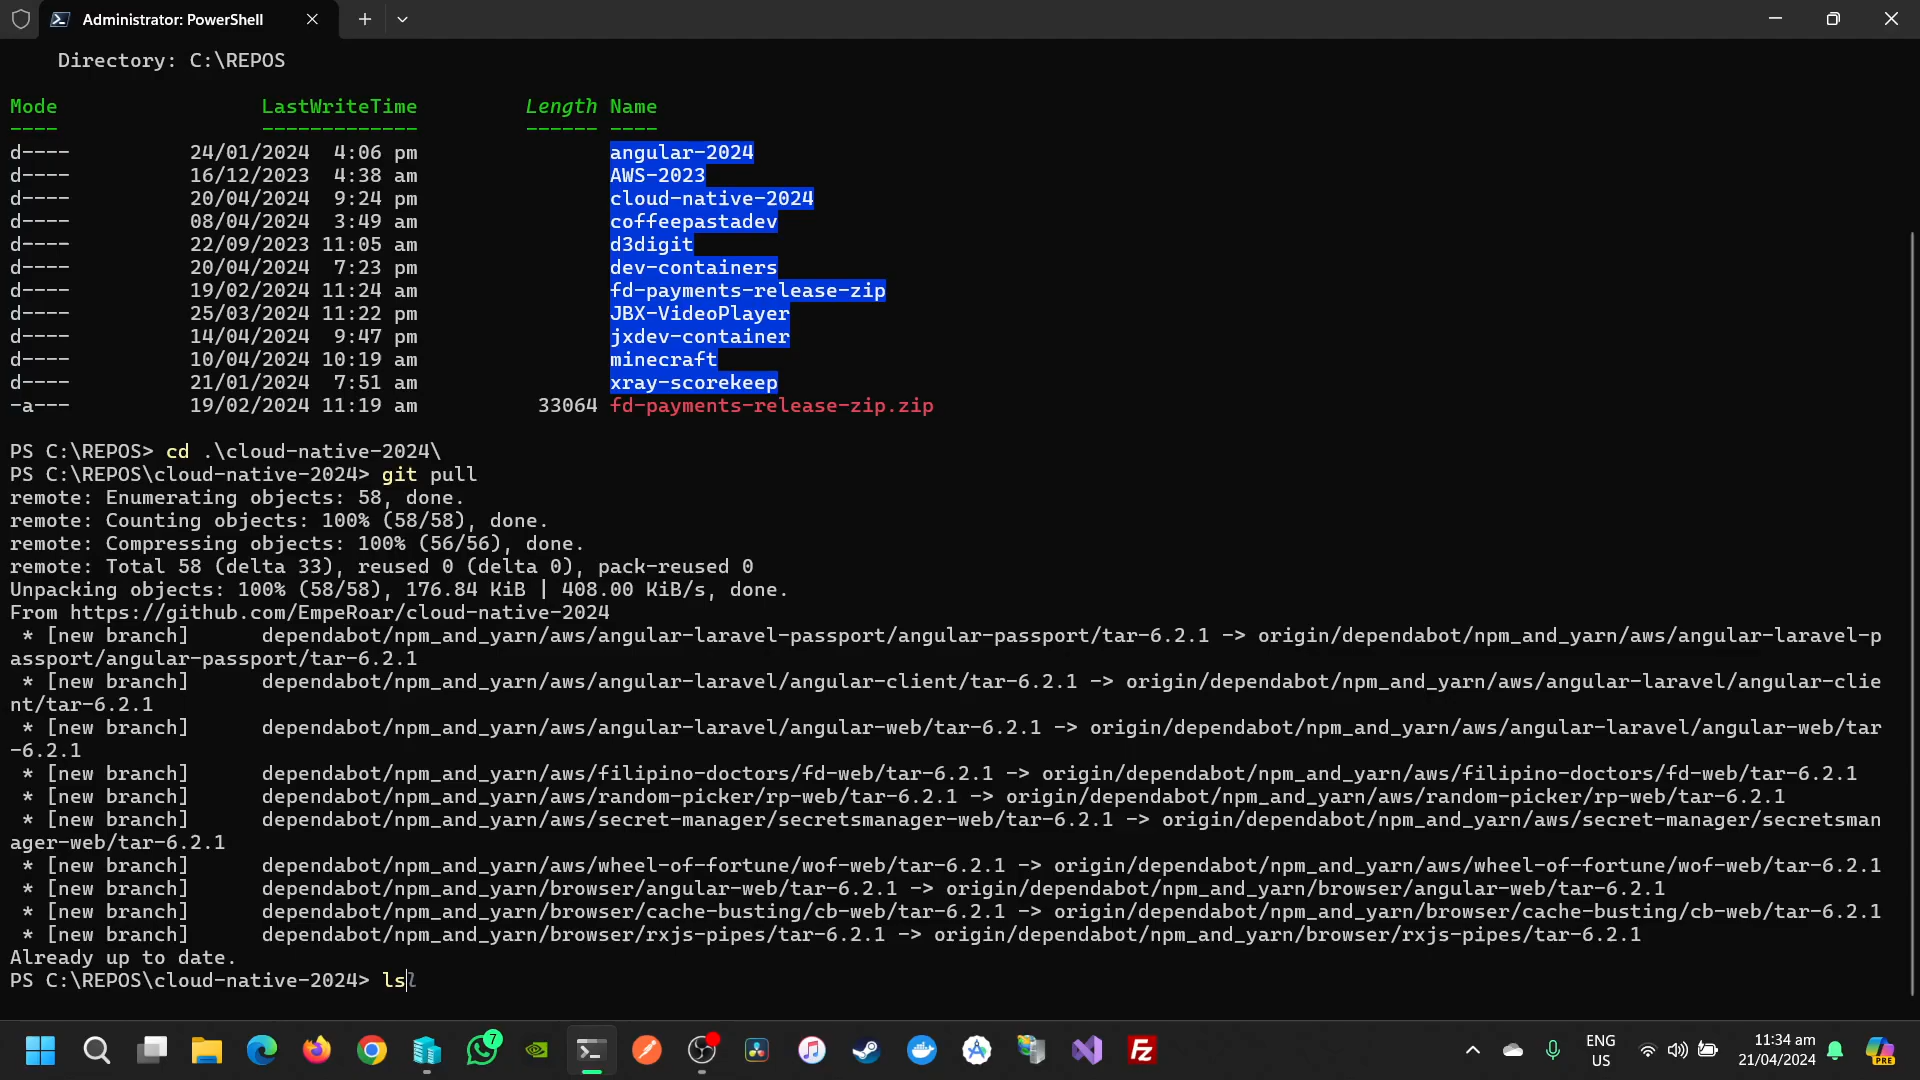 Administrator: PowerShell
Directory: C:\REPOS
Mode LastWriteTime Length Name
---- ------------- ------ ----
d---- 24/01/2024 4:06 pm angular-2024
d---- 16/12/2023 4:38 am AWS-2023
d---- 20/04/2024 9:24 pm cloud-native-2024
d---- 08/04/2024 3:49 am coffeepastadev
d---- 22/09/2023 11:05 am d3digit
d---- 20/04/2024 7:23 pm dev-containers
d---- 19/02/2024 11:24 am fd-payments-release-zip
d---- 25/03/2024 11:22 pm JBX-VideoPlayer
d---- 14/04/2024 9:47 pm jxdev-container
d---- 10/04/2024 10:19 am minecraft
d---- 21/01/2024 7:51 am xray-scorekeep
-a--- 19/02/2024 11:19 am 33064 fd-payments-release-zip.zip
PS C:\REPOS> cd .\cloud-native-2024\
PS C:\REPOS\cloud-native-2024> git pull
remote: Enumerating objects: 58, done.
remote: Counting objects: 100% (58/58), done.
remote: Compressing objects: 100% (56/56), done.
remote: Total 58 (delta 33), reused 0 (delta 0), pack-reused 0
Unpacking objects: 100% (58/58), 176.84 KiB | 408.00 KiB/s, done.
From https://github.com/EmpeRoar/cloud-native-2024
* [new branch] dependabot/npm_and_yarn/aws/angular-laravel-passport/angular-passport/tar-6.2.1 -> origin/dependabot/npm_and_yarn/aws/angular-laravel-p
assport/angular-passport/tar-6.2.1
* [new branch] dependabot/npm_and_yarn/aws/angular-laravel/angular-client/tar-6.2.1 -> origin/dependabot/npm_and_yarn/aws/angular-laravel/angular-clie
nt/tar-6.2.1
* [new branch] dependabot/npm_and_yarn/aws/angular-laravel/angular-web/tar-6.2.1 -> origin/dependabot/npm_and_yarn/aws/angular-laravel/angular-web/tar
-6.2.1
* [new branch] dependabot/npm_and_yarn/aws/filipino-doctors/fd-web/tar-6.2.1 -> origin/dependabot/npm_and_yarn/aws/filipino-doctors/fd-web/tar-6.2.1
* [new branch] dependabot/npm_and_yarn/aws/random-picker/rp-web/tar-6.2.1 -> origin/dependabot/npm_and_yarn/aws/random-picker/rp-web/tar-6.2.1
* [new branch] dependabot/npm_and_yarn/aws/secret-manager/secretsmanager-web/tar-6.2.1 -> origin/dependabot/npm_and_yarn/aws/secret-manager/secretsman
ager-web/tar-6.2.1
* [new branch] dependabot/npm_and_yarn/aws/wheel-of-fortune/wof-web/tar-6.2.1 -> origin/dependabot/npm_and_yarn/aws/wheel-of-fortune/wof-web/tar-6.2.1
* [new branch] dependabot/npm_and_yarn/browser/angular-web/tar-6.2.1 -> origin/dependabot/npm_and_yarn/browser/angular-web/tar-6.2.1
* [new branch] dependabot/npm_and_yarn/browser/cache-busting/cb-web/tar-6.2.1 -> origin/dependabot/npm_and_yarn/browser/cache-busting/cb-web/tar-6.2.1
* [new branch] dependabot/npm_and_yarn/browser/rxjs-pipes/tar-6.2.1 -> origin/dependabot/npm_and_yarn/browser/rxjs-pipes/tar-6.2.1
Already up to date.
PS C:\REPOS\cloud-native-2024> lsl
7
ENG
US
11:34 am
21/04/2024
PRE